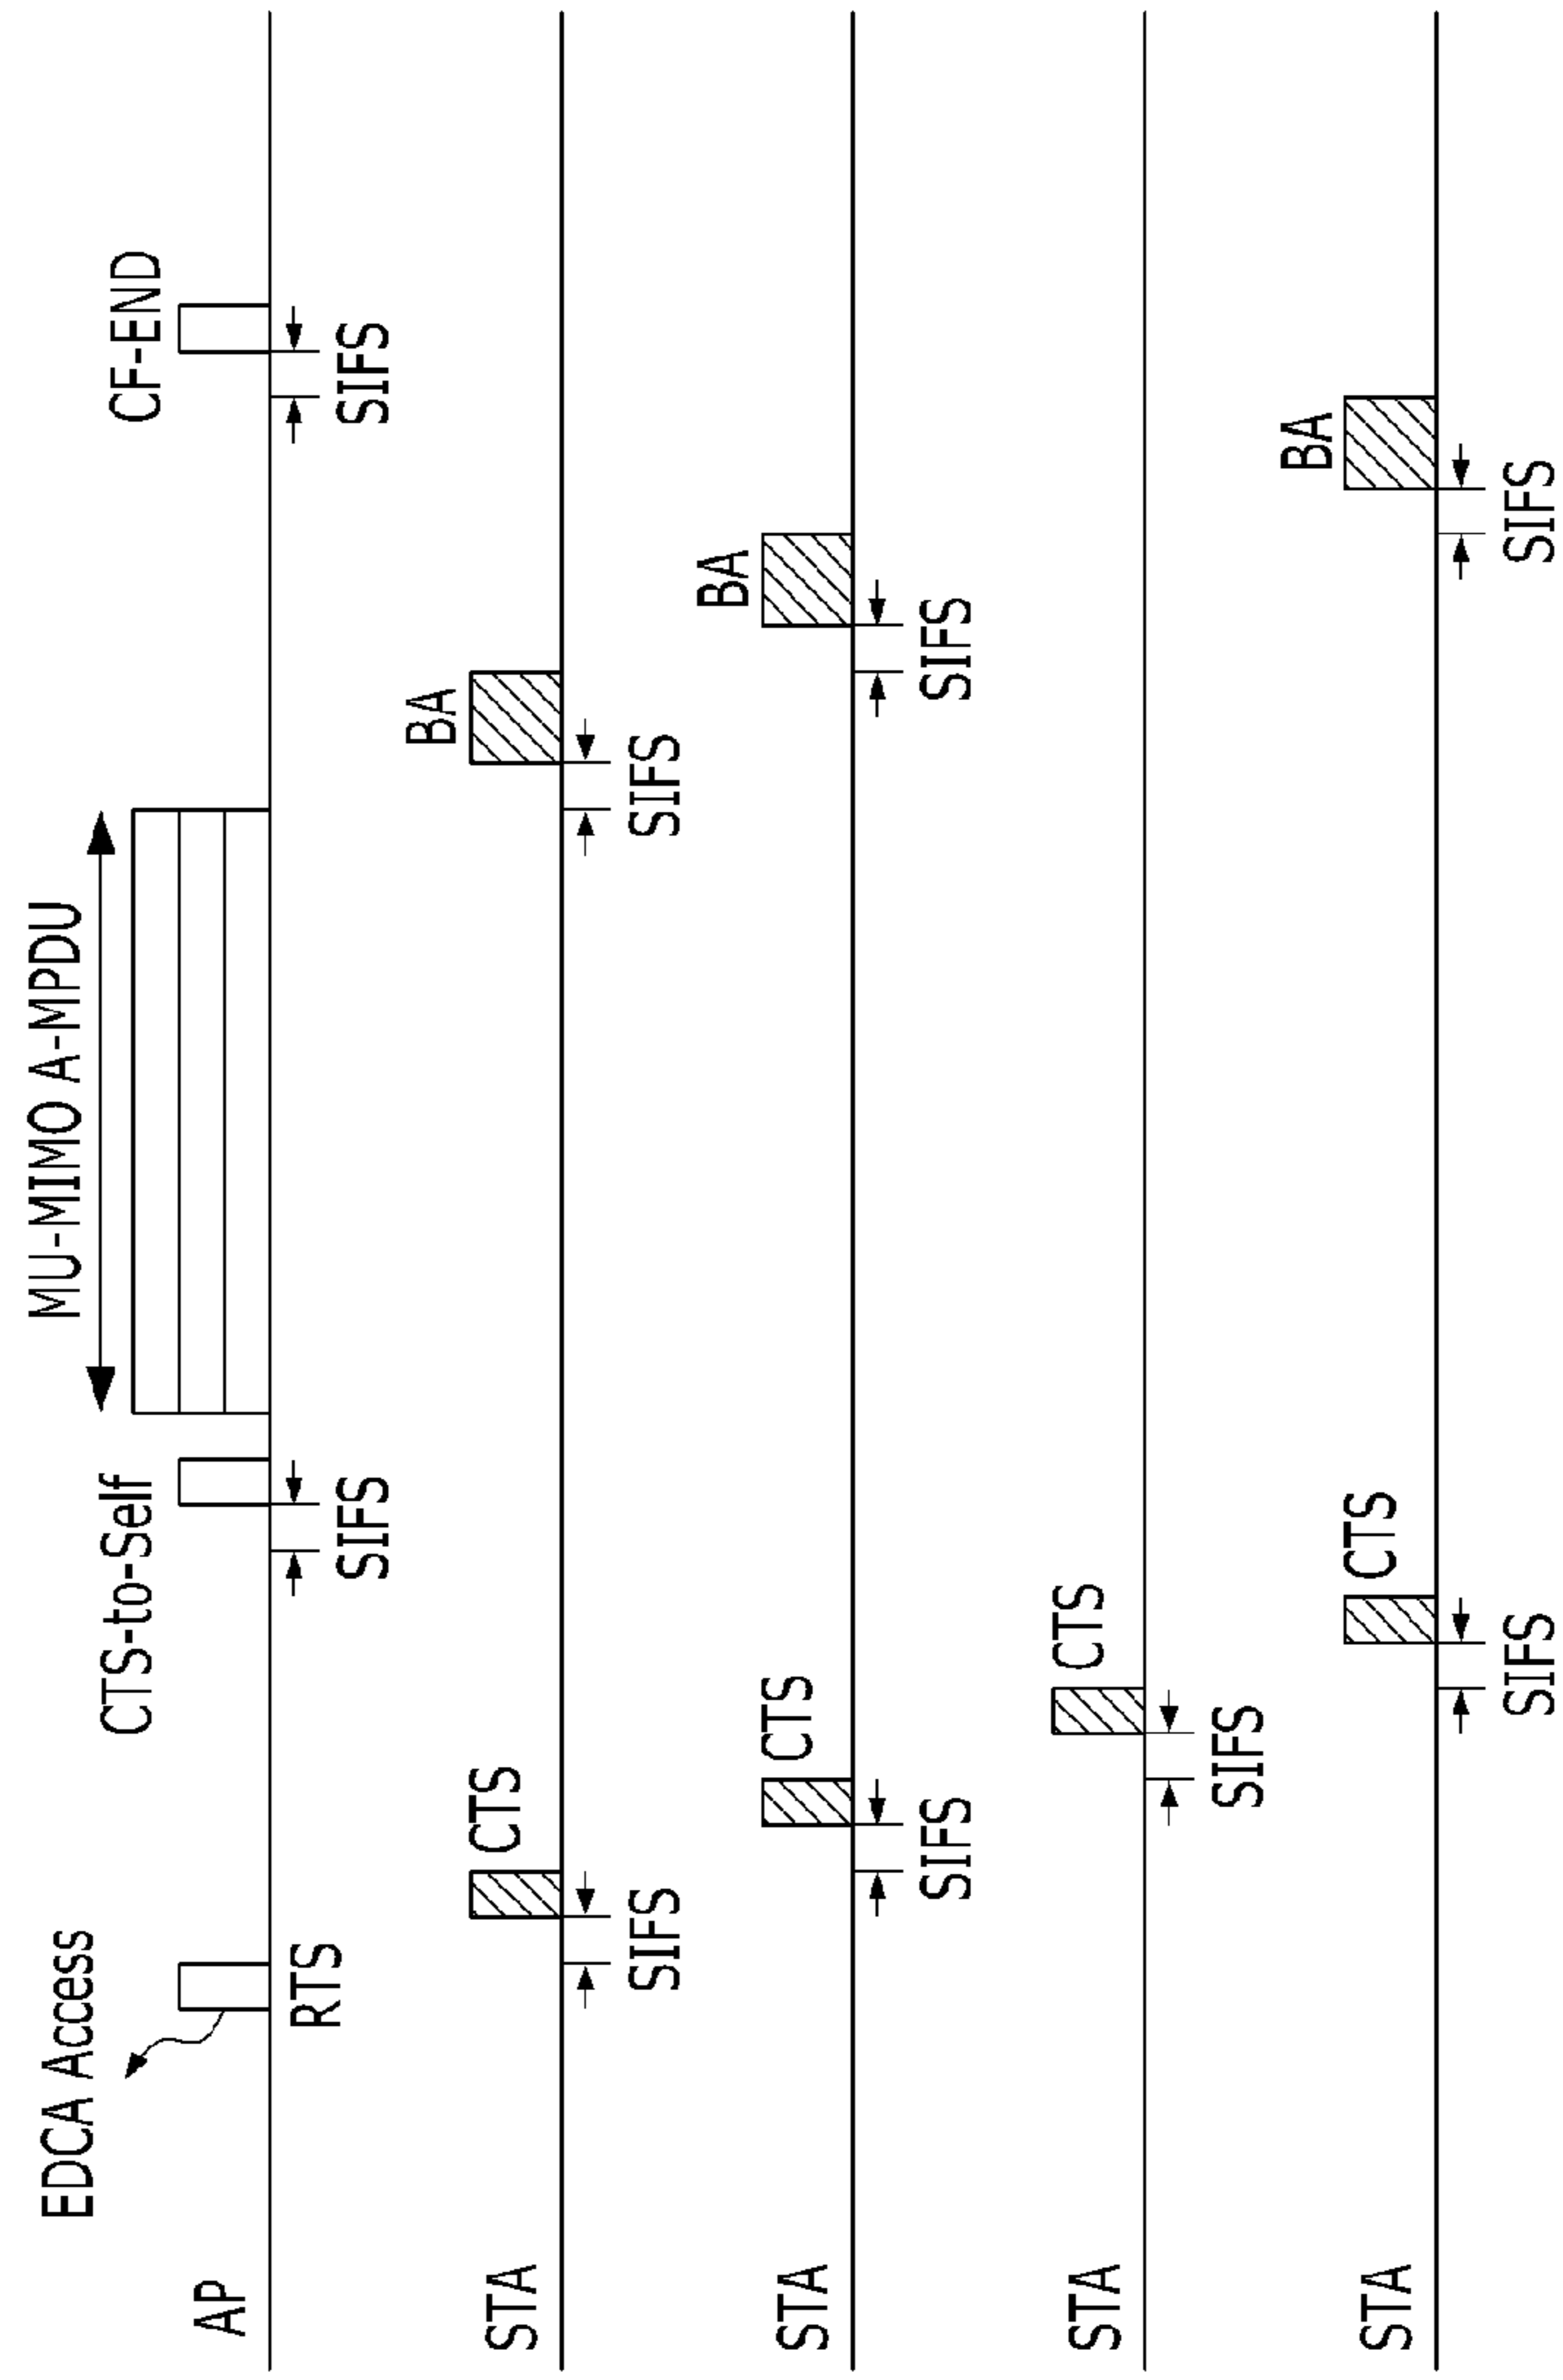 EDCA Access
CTS-to-Self
MU-MIMO A-MPDU
CF-END
AP
RTS
SIFS
SIFS
STA
CTS
SIFS
BA
SIFS
STA
CTS
SIFS
BA
SIFS
STA
CTS
SIFS
STA
CTS
SIFS
BA
SIFS